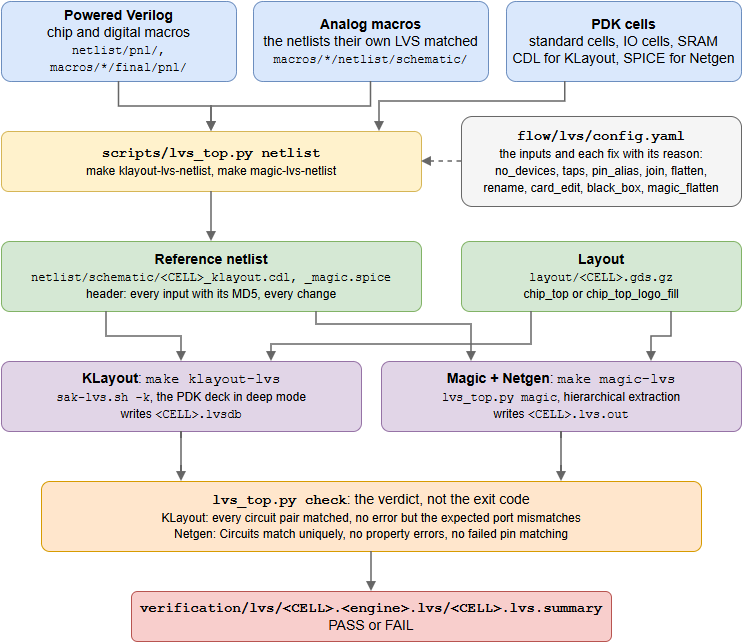 Powered Verilog
chip and digital macros
netlist/pnl/,
macros/*/final/pnl/
Analog macros
the netlists their own LVS matched
macros/*/netlist/schematic/
PDK cells
standard cells, IO cells, SRAM
CDL for KLayout, SPICE for Netgen
scripts/lvs_top.py netlist
make klayout-lvs-netlist, make magic-lvs-netlist
flow/lvs/config.yaml
the inputs and each fix with its reason:
no_devices, taps, pin_alias, join, flatten,
rename, card_edit, black_box, magic_flatten
Reference netlist
netlist/schematic/<CELL>_klayout.cdl, _magic.spice
header: every input with its MD5, every change
Layout
layout/<CELL>.gds.gz
chip_top or chip_top_logo_fill
KLayout: make klayout-lvs
sak-lvs.sh -k, the PDK deck in deep mode
writes <CELL>.lvsdb
Magic + Netgen: make magic-lvs
lvs_top.py magic, hierarchical extraction
writes <CELL>.lvs.out
lvs_top.py check: the verdict, not the exit code
KLayout: every circuit pair matched, no error but the expected port mismatches
Netgen: Circuits match uniquely, no property errors, no failed pin matching
verification/lvs/<CELL>.<engine>.lvs/<CELL>.lvs.summary
PASS or FAIL